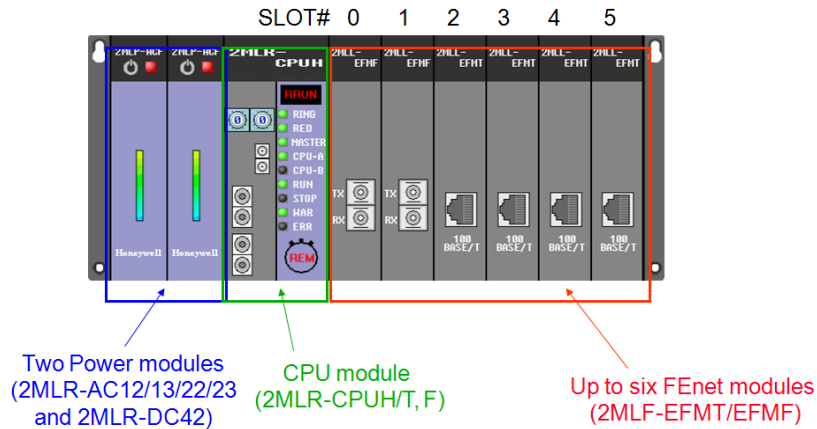 SLOT# 0 1 2 3 4 5
2MLP-ACF 2MLP-ACF 2MLR- 2MLL- 2MLL- 2MLL- 2MLL- 2MLL- 2MLL-
CPUH EFMF EFMF EFMT EFMT EFMT EFMT
RRUN
0 0
RING
RED
MASTER
CPU-A
CPU-B
RUN
STOP
WAR
ERR
TX TX
RX RX
100 100 100 100
BASE/T BASE/T BASE/T BASE/T
Honeywell Honeywell
REM
Two Power modules
(2MLR-AC12/13/22/23
and 2MLR-DC42)
CPU module
(2MLR-CPUH/T, F)
Up to six FEnet modules
(2MLF-EFMT/EFMF)